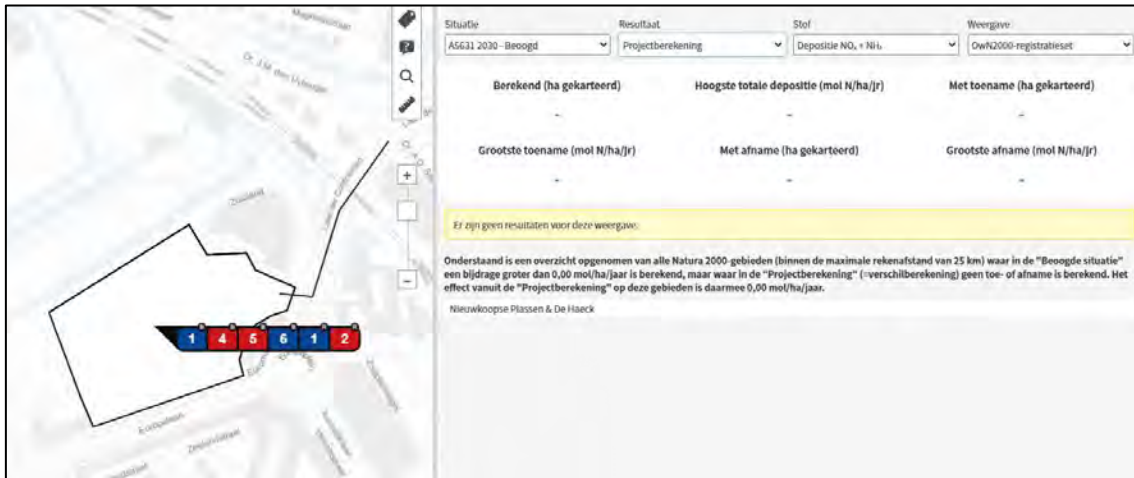 Situatie
Resultaat
Stof
Weergave
AS631 2030 - Beoogd
Projectberekening
Depositie NOₓ + NH₃
OwN2000-registratieset
Berekend (ha gekarteerd)
Hoogste totale depositie (mol N/ha/jr)
Met toename (ha gekarteerd)
-
-
-
Grootste toename (mol N/ha/jr)
Met afname (ha gekarteerd)
Grootste afname (mol N/ha/jr)
-
-
-
Er zijn geen resultaten voor deze weergave.
Onderstaand is een overzicht opgenomen van alle Natura 2000-gebieden (binnen de maximale rekenafstand van 25 km) waar in de "Beoogde situatie"
een bijdrage groter dan 0,00 mol/ha/jaar is berekend, maar waar in de "Projectberekening" (=verschilberekening) geen toe- of afname is berekend. Het
effect vanuit de "Projectberekening" op deze gebieden is daarmee 0,00 mol/ha/jaar.
Nieuwkoopse Plassen & De Haeck
+
−
Zuideind
1 4 5 6 1 2
Europalaan